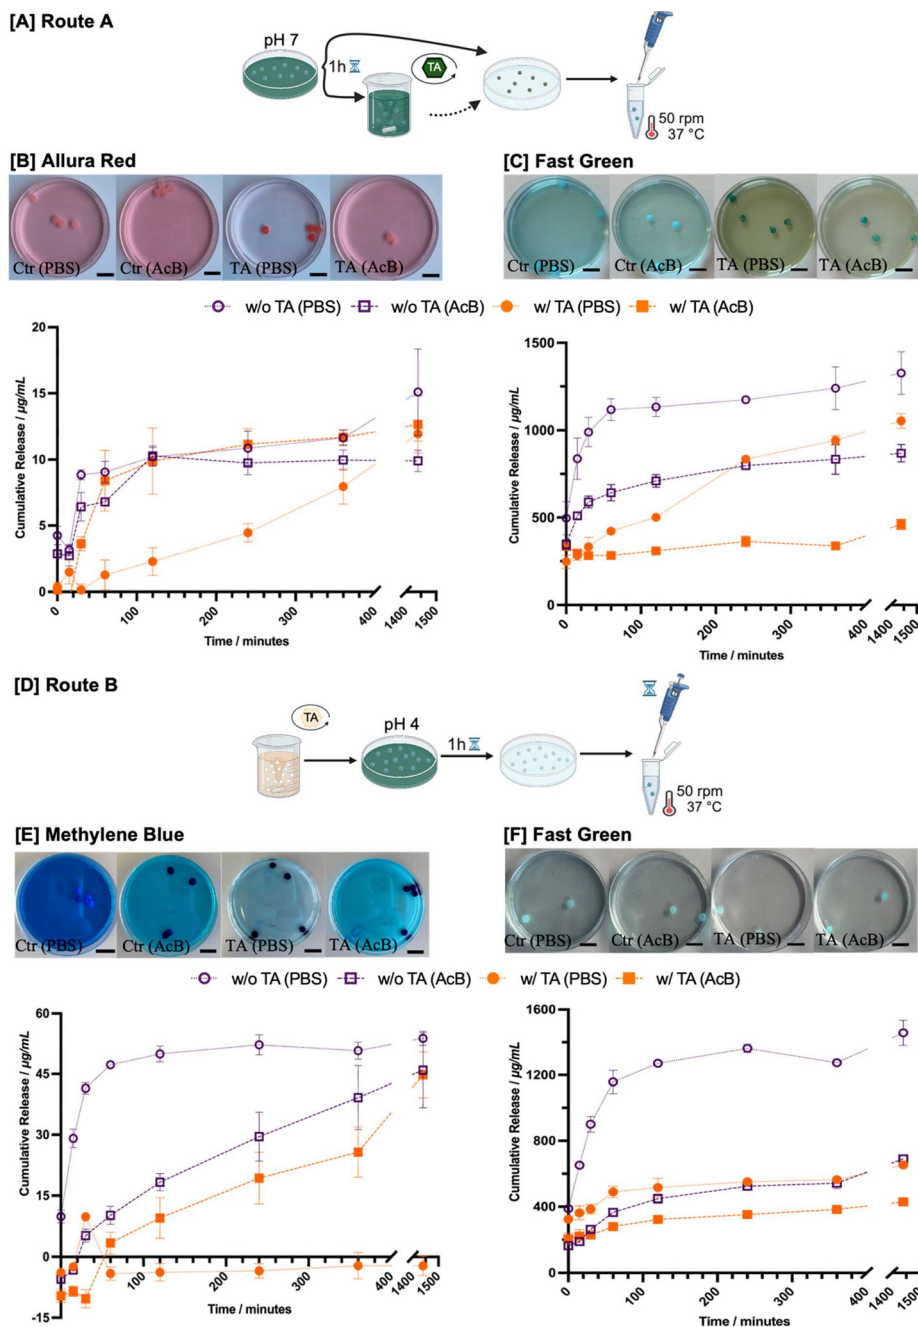 [A] Route A
pH 7
1h
TA
50 rpm
37 °C
[B] Allura Red
[C] Fast Green
Ctr (PBS)
Ctr (AcB)
TA (PBS)
TA (AcB)
Ctr (PBS)
Ctr (AcB)
TA (PBS)
TA (AcB)
w/o TA (PBS) w/o TA (AcB) w/ TA (PBS) w/ TA (AcB)
Cumulative Release / µg/mL
20
15
10
5
0
0 100 200 300 400 1400 1500
Time / minutes
Cumulative Release / µg/mL
1500
1000
500
0
0 100 200 300 400 1400 1500
Time / minutes
[D] Route B
TA
pH 4
1h
50 rpm
37 °C
[E] Methylene Blue
[F] Fast Green
Ctr (PBS)
Ctr (AcB)
TA (PBS)
TA (AcB)
Ctr (PBS)
Ctr (AcB)
TA (PBS)
TA (AcB)
w/o TA (PBS) w/o TA (AcB) w/ TA (PBS) w/ TA (AcB)
Cumulative Release / µg/mL
60
45
30
15
0
-15
100 200 300 400 1400 1500
Time / minutes
Cumulative Release / µg/mL
1600
1200
800
400
0
0 100 200 300 400 1400 1500
Time / minutes